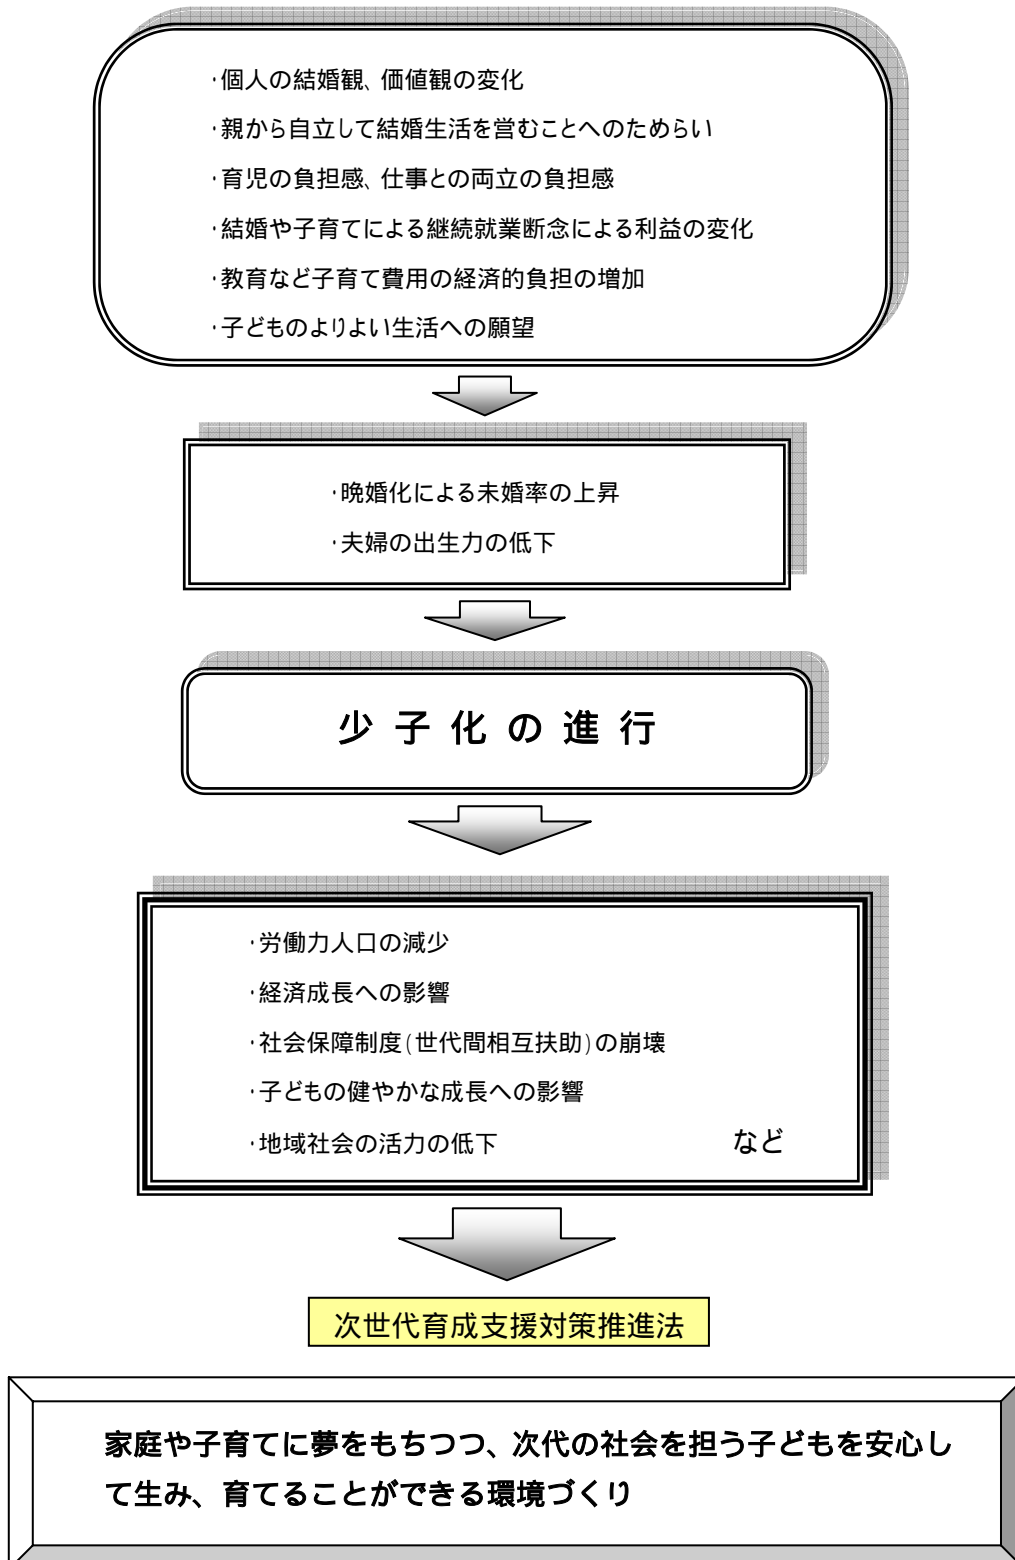 ・個人の結婚観、価値観の変化
・親から自立して結婚生活を営むことへのためらい
・育児の負担感、仕事との両立の負担感
・結婚や子育てによる継続就業断念による利益の変化
・教育など子育て費用の経済的負担の増加
・子どものよりよい生活への願望
・晩婚化による未婚率の上昇
・夫婦の出生力の低下
少子化の進行
・労働力人口の減少
・経済成長への影響
・社会保障制度(世代間相互扶助)の崩壊
・子どもの健やかな成長への影響
・地域社会の活力の低下 など
次世代育成支援対策推進法
家庭や子育てに夢をもちつつ、次代の社会を担う子どもを安心し
て生み、育てることができる環境づくり